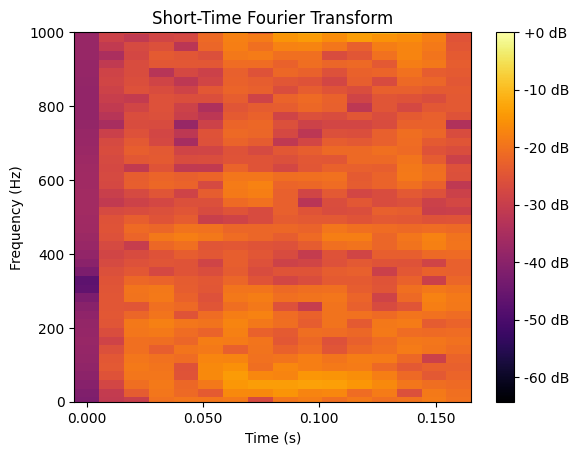 Short-Time Fourier Transform
1000
800
600
400
200
0
Frequency (Hz)
0.000
0.050
0.100
0.150
Time (s)
+0 dB
-10 dB
-20 dB
-30 dB
-40 dB
-50 dB
-60 dB